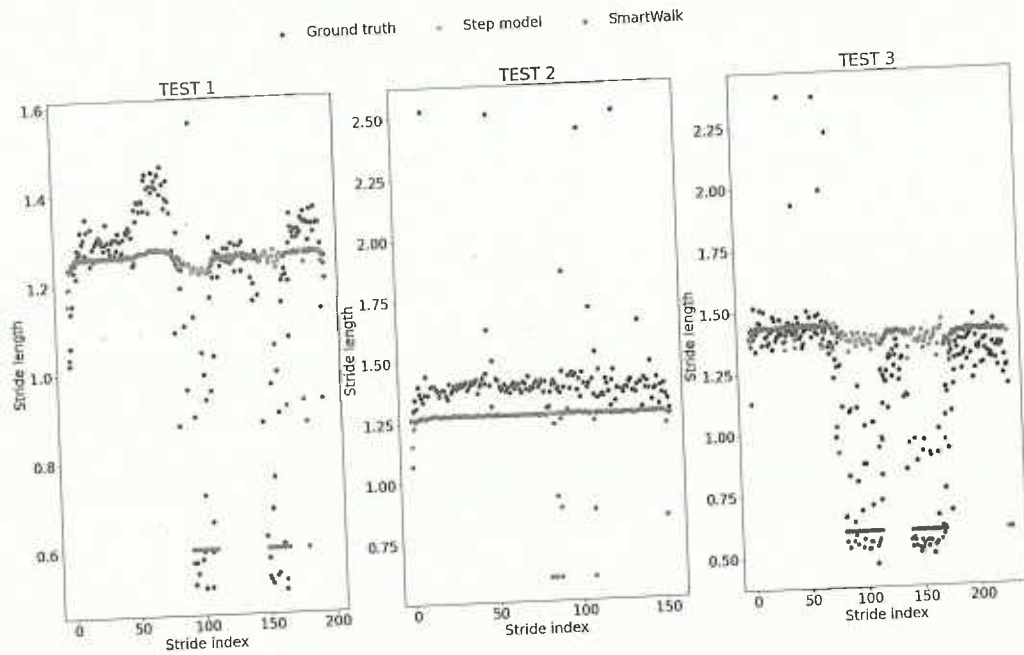 Ground truth Step model SmartWalk
TEST 1
1.6
1.4
1.2
1.0
0.8
0.6
Stride length
0 50 100 150 200
Stride index
TEST 2
2.50
2.25
2.00
1.75
1.50
1.25
1.00
0.75
Stride length
0 50 100 150
Stride index
TEST 3
2.25
2.00
1.75
1.50
1.25
1.00
0.75
0.50
Stride length
0 50 100 150 200
Stride index